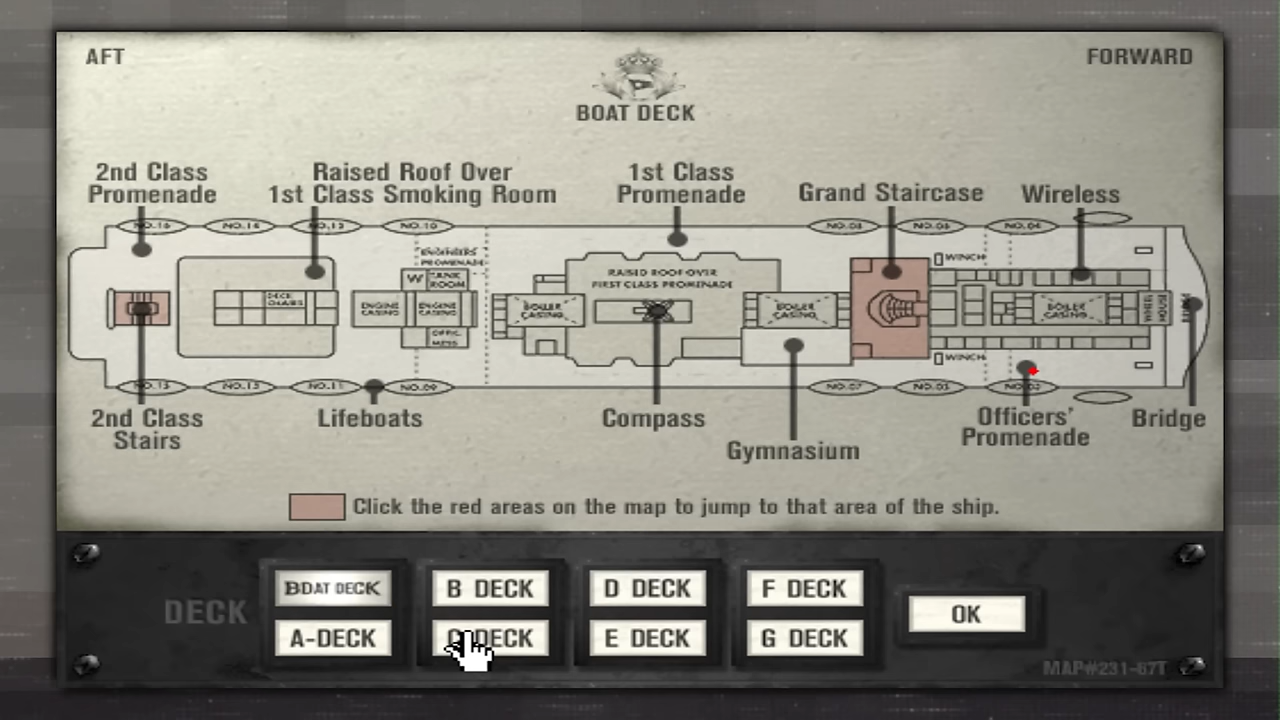 AFT
FORWARD
BOAT DECK
2nd Class
Promenade
Raised Roof Over
1st Class Smoking Room
1st Class
Promenade
Grand Staircase
Wireless
NO.16
NO.14
NO.12
NO.10
NO.08
NO.06
NO.04
ENGINEERS
PROMENADE
W
TANK
ROOM
RAISED ROOF OVER
FIRST CLASS PROMENADE
WINCH
DECK
CHAIRS
ENGINE
CASING
ENGINE
CASING
BOILER
CASING
BOILER
CASING
BOILER
CASING
OFFIC.
MESS
WINCH
NO.15
NO.13
NO.11
NO.09
NO.07
NO.05
2nd Class
Stairs
Lifeboats
Compass
Gymnasium
Officers'
Promenade
Bridge
Click the red areas on the map to jump to that area of the ship.
DECK
BOAT DECK
B DECK
D DECK
F DECK
A-DECK
DECK
E DECK
G DECK
OK
MAP#231-67T